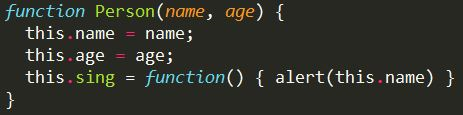 function Person(name, age) {
  this.name = name;
  this.age = age;
  this.sing = function() { alert(this.name) }
}